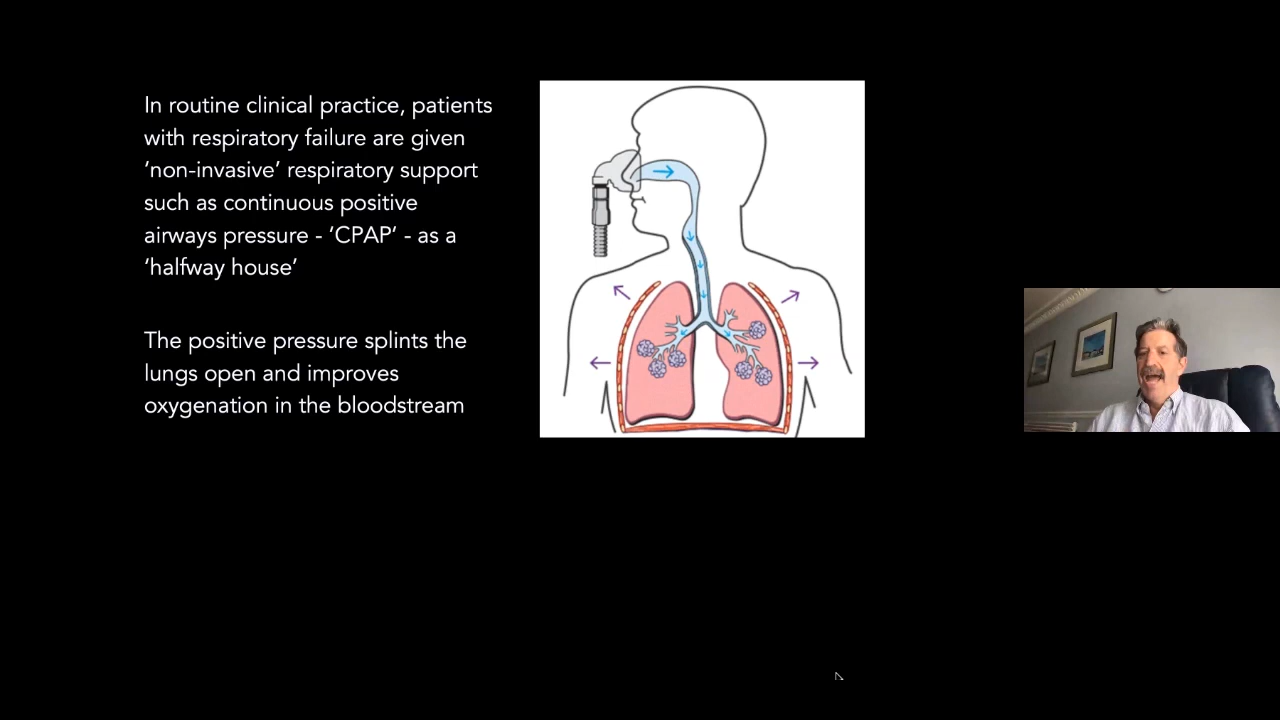 In routine clinical practice, patients
with respiratory failure are given
‘non-invasive’ respiratory support
such as continuous positive
airways pressure - ‘CPAP’ - as a
‘halfway house’
The positive pressure splints the
lungs open and improves
oxygenation in the bloodstream